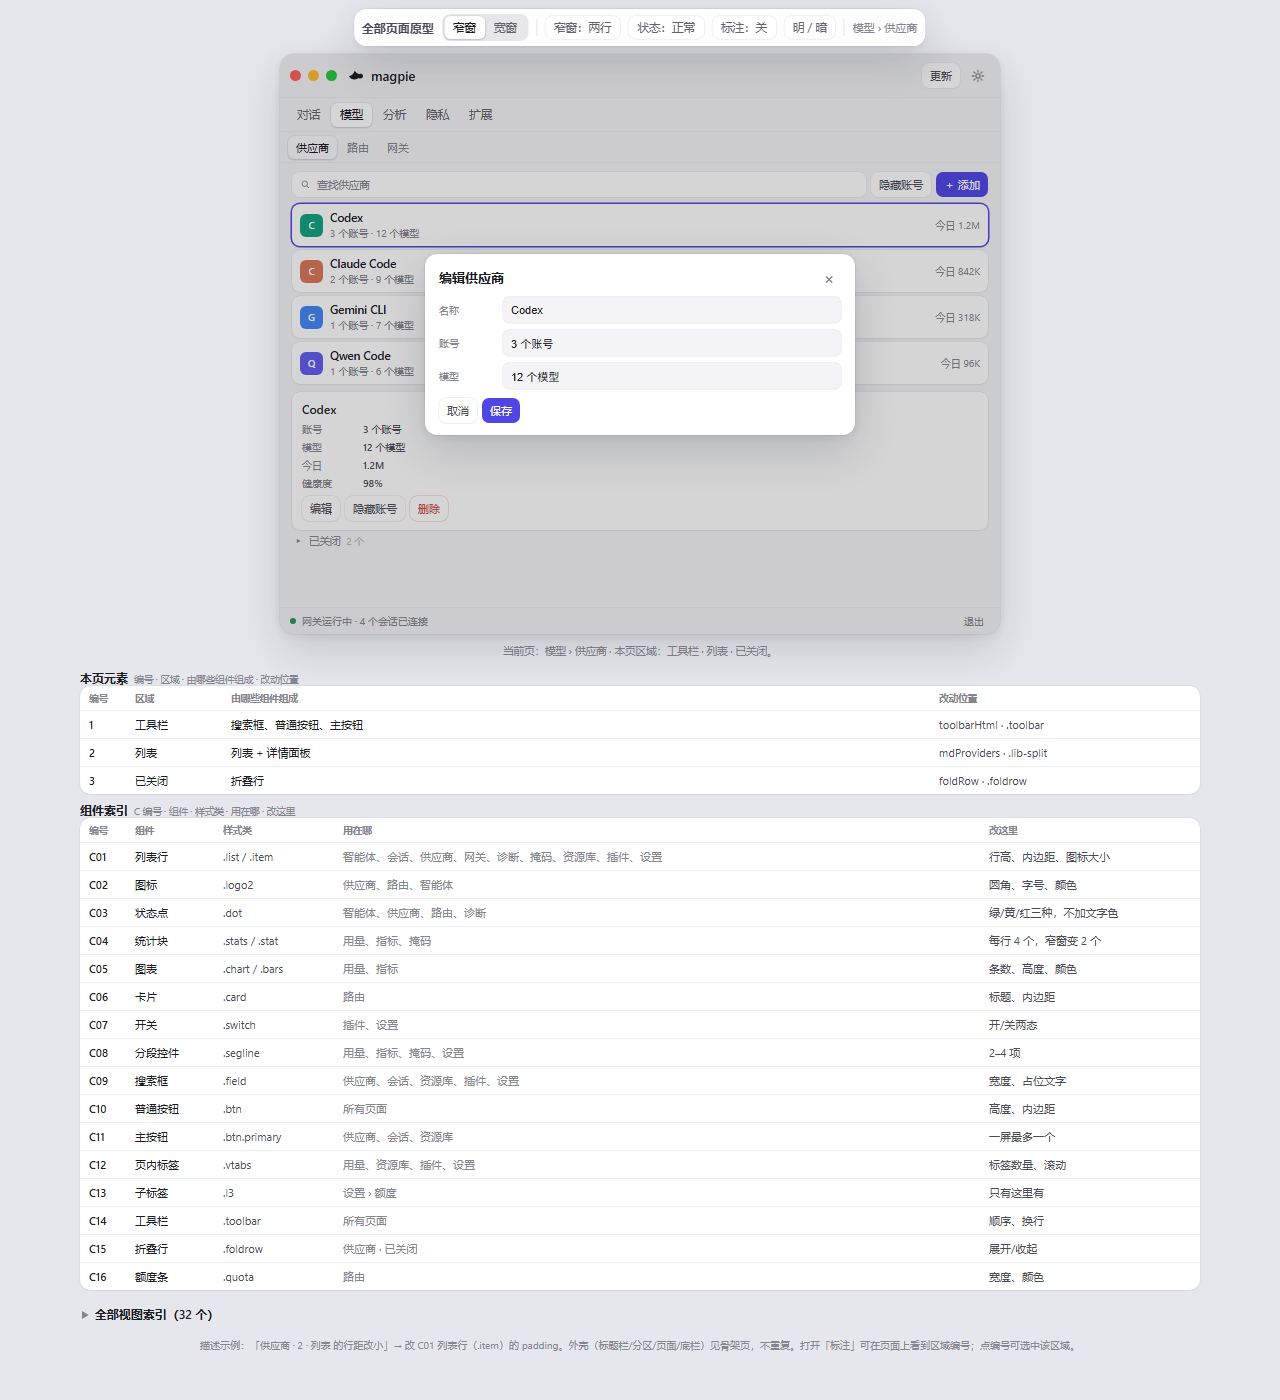 全部页面原型 窄窗 宽窗 窄窗：两行 状态：正常 标注：关 明 / 暗 模型 › 供应商
magpie 更新
对话 模型 分析 隐私 扩展
供应商 路由 网关
查找供应商 隐藏账号 + 添加
C Codex 今日 1.2M
3 个账号 · 12 个模型
C Claude Code 今日 842K
2 个账号 · 9 个模型
G Gemini CLI 今日 318K
1 个账号 · 7 个模型
Q Qwen Code 今日 96K
1 个账号 · 6 个模型
编辑供应商 ×
名称 Codex
账号 3 个账号
模型 12 个模型
取消 保存
Codex
账号 3 个账号
模型 12 个模型
今日 1.2M
健康度 98%
编辑 隐藏账号 删除
▸ 已关闭 2 个
网关运行中 · 4 个会话已连接 退出
当前页：模型 › 供应商 · 本页区域：工具栏 · 列表 · 已关闭。
本页元素 编号 · 区域 · 由哪些组件组成 · 改动位置
编号 区域 由哪些组件组成 改动位置
1 工具栏 搜索框、普通按钮、主按钮 toolbarHtml · .toolbar
2 列表 列表 + 详情面板 mdProviders · .lib-split
3 已关闭 折叠行 foldRow · .foldrow
组件索引 C 编号 · 组件 · 样式类 · 用在哪 · 改这里
编号 组件 样式类 用在哪 改这里
C01 列表行 .list / .item 智能体、会话、供应商、网关、诊断、掩码、资源库、插件、设置 行高、内边距、图标大小
C02 图标 .logo2 供应商、路由、智能体 圆角、字号、颜色
C03 状态点 .dot 智能体、供应商、路由、诊断 绿/黄/红三种，不加文字色
C04 统计块 .stats / .stat 用量、指标、掩码 每行 4 个，窄窗变 2 个
C05 图表 .chart / .bars 用量、指标 条数、高度、颜色
C06 卡片 .card 路由 标题、内边距
C07 开关 .switch 插件、设置 开/关两态
C08 分段控件 .segline 用量、指标、掩码、设置 2–4 项
C09 搜索框 .field 供应商、会话、资源库、插件、设置 宽度、占位文字
C10 普通按钮 .btn 所有页面 高度、内边距
C11 主按钮 .btn.primary 供应商、会话、资源库 一屏最多一个
C12 页内标签 .vtabs 用量、资源库、插件、设置 标签数量、滚动
C13 子标签 .l3 设置 › 额度 只有这里有
C14 工具栏 .toolbar 所有页面 顺序、换行
C15 折叠行 .foldrow 供应商 · 已关闭 展开/收起
C16 额度条 .quota 路由 宽度、颜色
▶ 全部视图索引（32 个）
描述示例：「供应商 · 2 · 列表 的行距改小」→ 改 C01 列表行（.item）的 padding。外壳（标题栏/分区/页面/底栏）见骨架页，不重复。打开「标注」可在页面上看到区域编号；点编号可选中该区域。